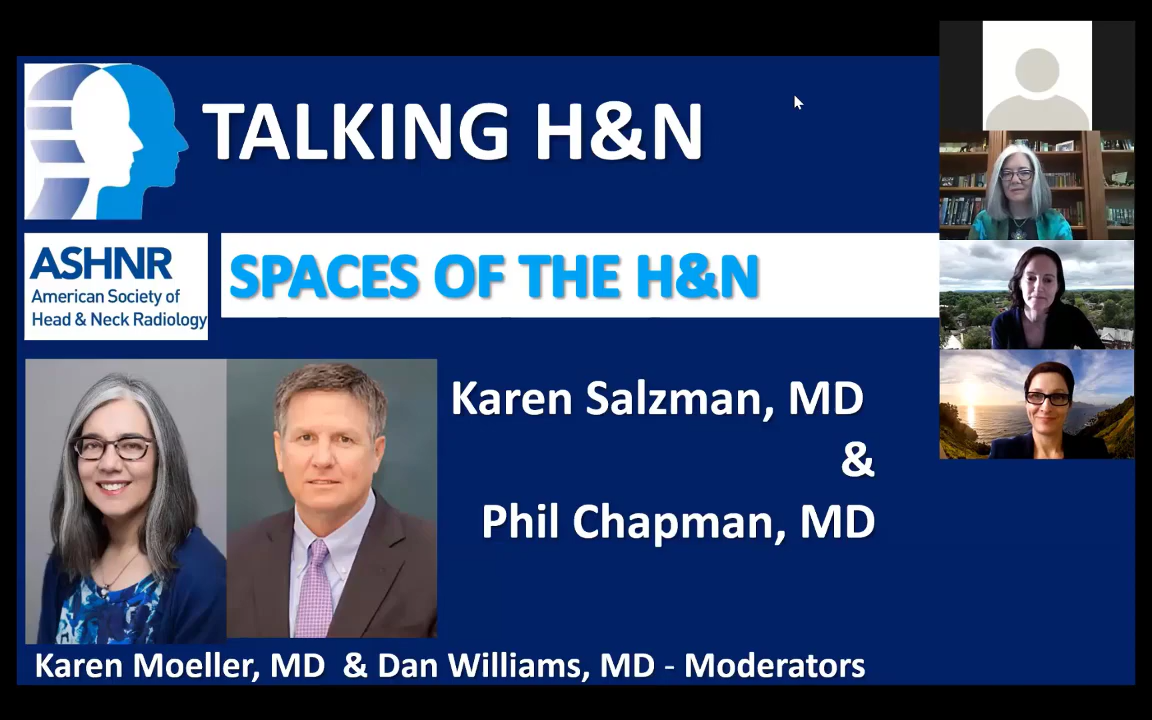 TALKING H&N
ASHNR
American Society of
Head & Neck Radiology
SPACES OF THE H&N
Karen Salzman, MD
&
Phil Chapman, MD
Karen Moeller, MD & Dan Williams, MD - Moderators